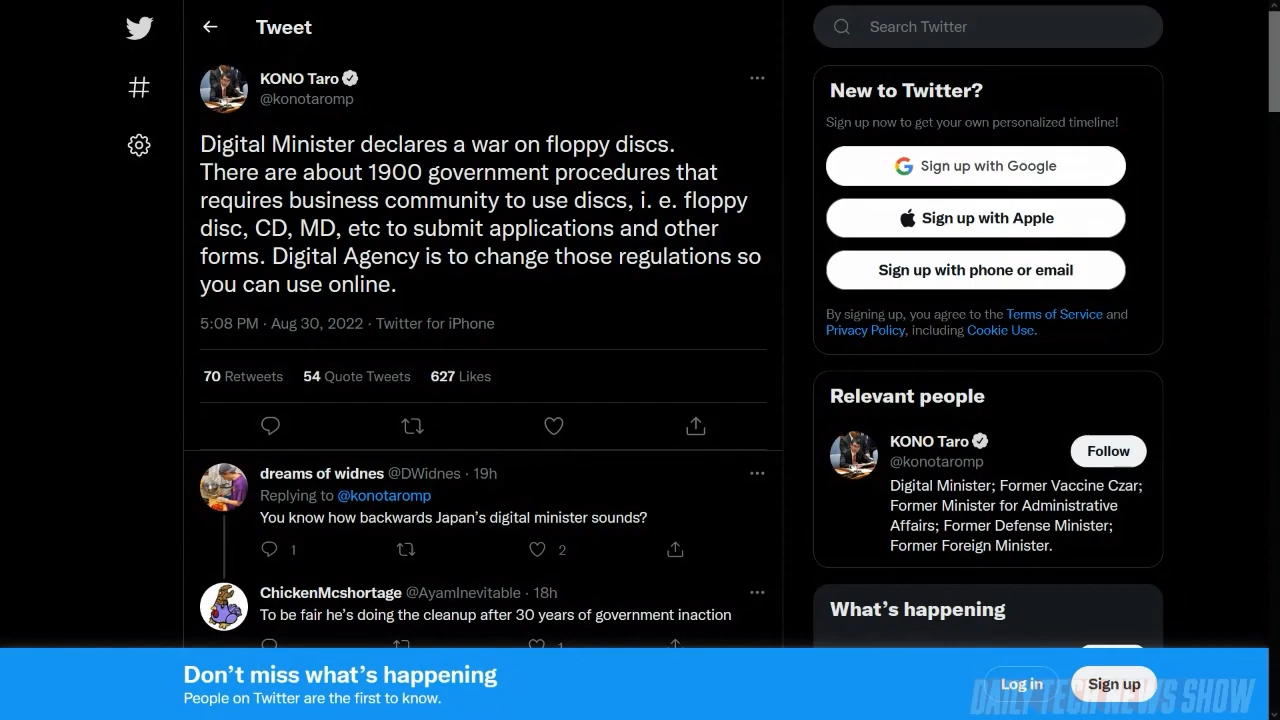 Tweet
KONO Taro
@konotaromp
Digital Minister declares a war on floppy discs.
There are about 1900 government procedures that
requires business community to use discs, i. e. floppy
disc, CD, MD, etc to submit applications and other
forms. Digital Agency is to change those regulations so
you can use online.
5:08 PM · Aug 30, 2022 · Twitter for iPhone
70 Retweets 54 Quote Tweets 627 Likes
dreams of widnes @DWidnes · 19h
Replying to @konotaromp
You know how backwards Japan's digital minister sounds?
1 2
ChickenMcshortage @AyamInevitable · 18h
To be fair he's doing the cleanup after 30 years of government inaction
1
Search Twitter
New to Twitter?
Sign up now to get your own personalized timeline!
Sign up with Google
Sign up with Apple
Sign up with phone or email
By signing up, you agree to the Terms of Service and
Privacy Policy, including Cookie Use.
Relevant people
KONO Taro
@konotaromp
Follow
Digital Minister; Former Vaccine Czar;
Former Minister for Administrative
Affairs; Former Defense Minister;
Former Foreign Minister.
What's happening
Don't miss what's happening
People on Twitter are the first to know.
Log in
Sign up
DAILY TECH NEWS SHOW